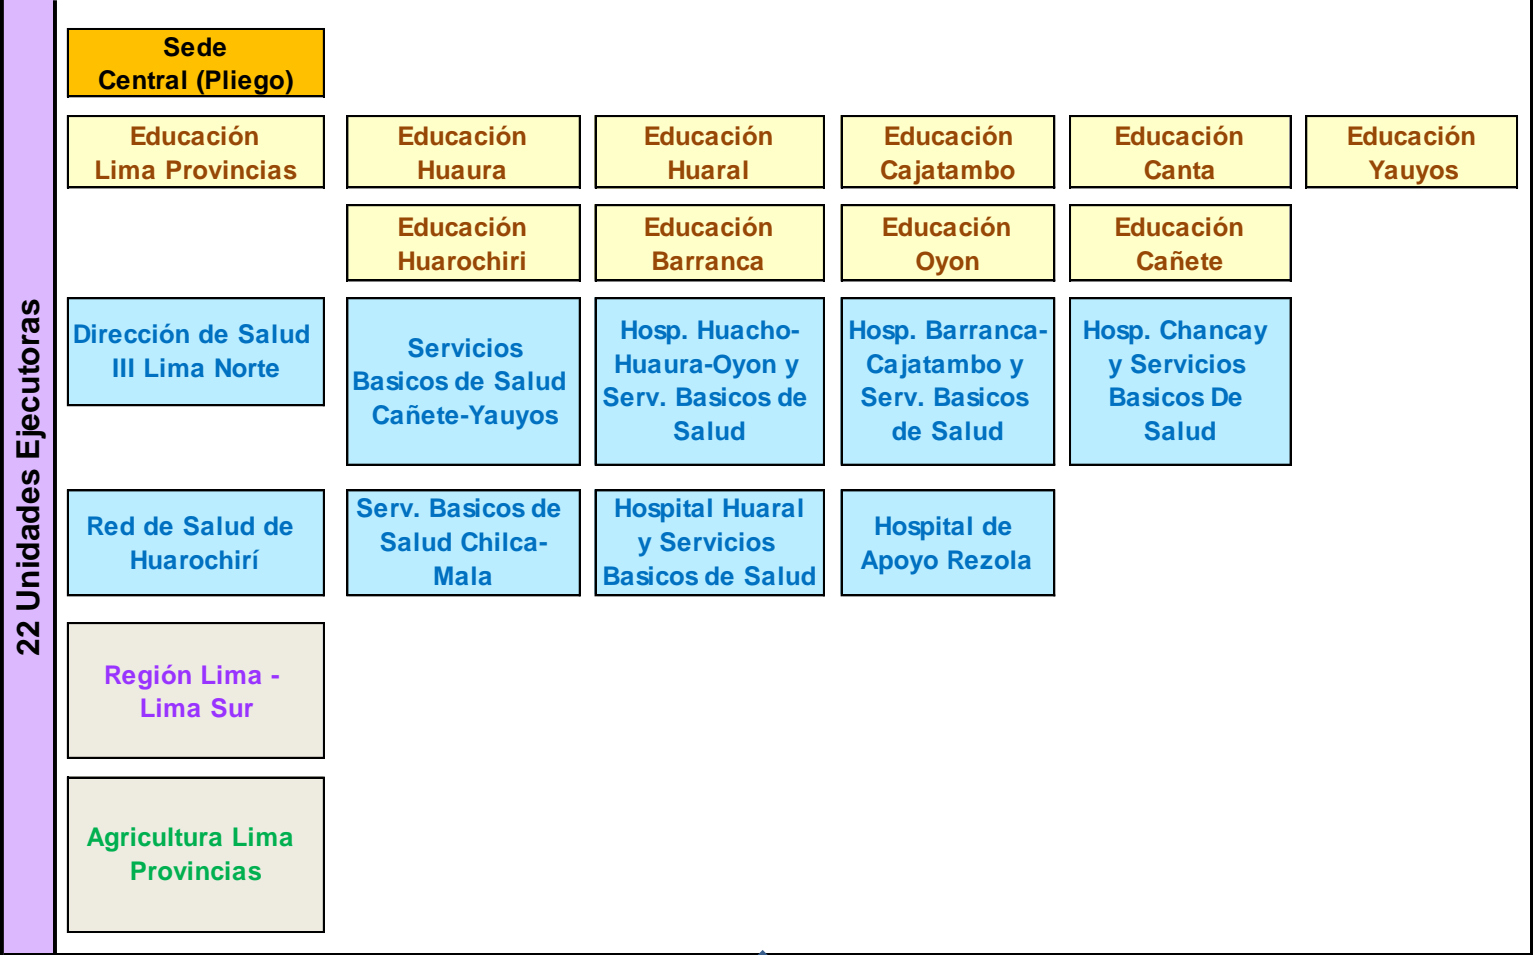 22 Unidades Ejecutoras
Sede
Central (Pliego)
Educación
Lima Provincias
Educación
Huaura
Educación
Huaral
Educación
Cajatambo
Educación
Canta
Educación
Yauyos
Educación
Huarochiri
Educación
Barranca
Educación
Oyon
Educación
Cañete
Dirección de Salud
III Lima Norte
Servicios
Basicos de Salud
Cañete-Yauyos
Hosp. Huacho-
Huaura-Oyon y
Serv. Basicos de
Salud
Hosp. Barranca-
Cajatambo y
Serv. Basicos
de Salud
Hosp. Chancay
y Servicios
Basicos De
Salud
Red de Salud de
Huarochirí
Serv. Basicos de
Salud Chilca-
Mala
Hospital Huaral
y Servicios
Basicos de Salud
Hospital de
Apoyo Rezola
Región Lima -
Lima Sur
Agricultura Lima
Provincias